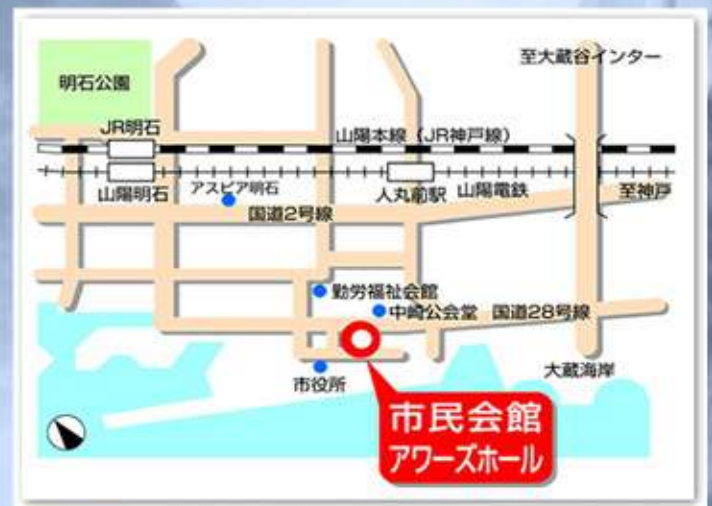 明石公園
至大蔵谷インター
JR明石
山陽本線（JR神戸線）
山陽明石
アスピア明石
人丸前駅
山陽電鉄
至神戸
国道2号線
勤労福祉会館
中崎公会堂
国道28号線
市役所
大蔵海岸
市民会館
アワーズホール